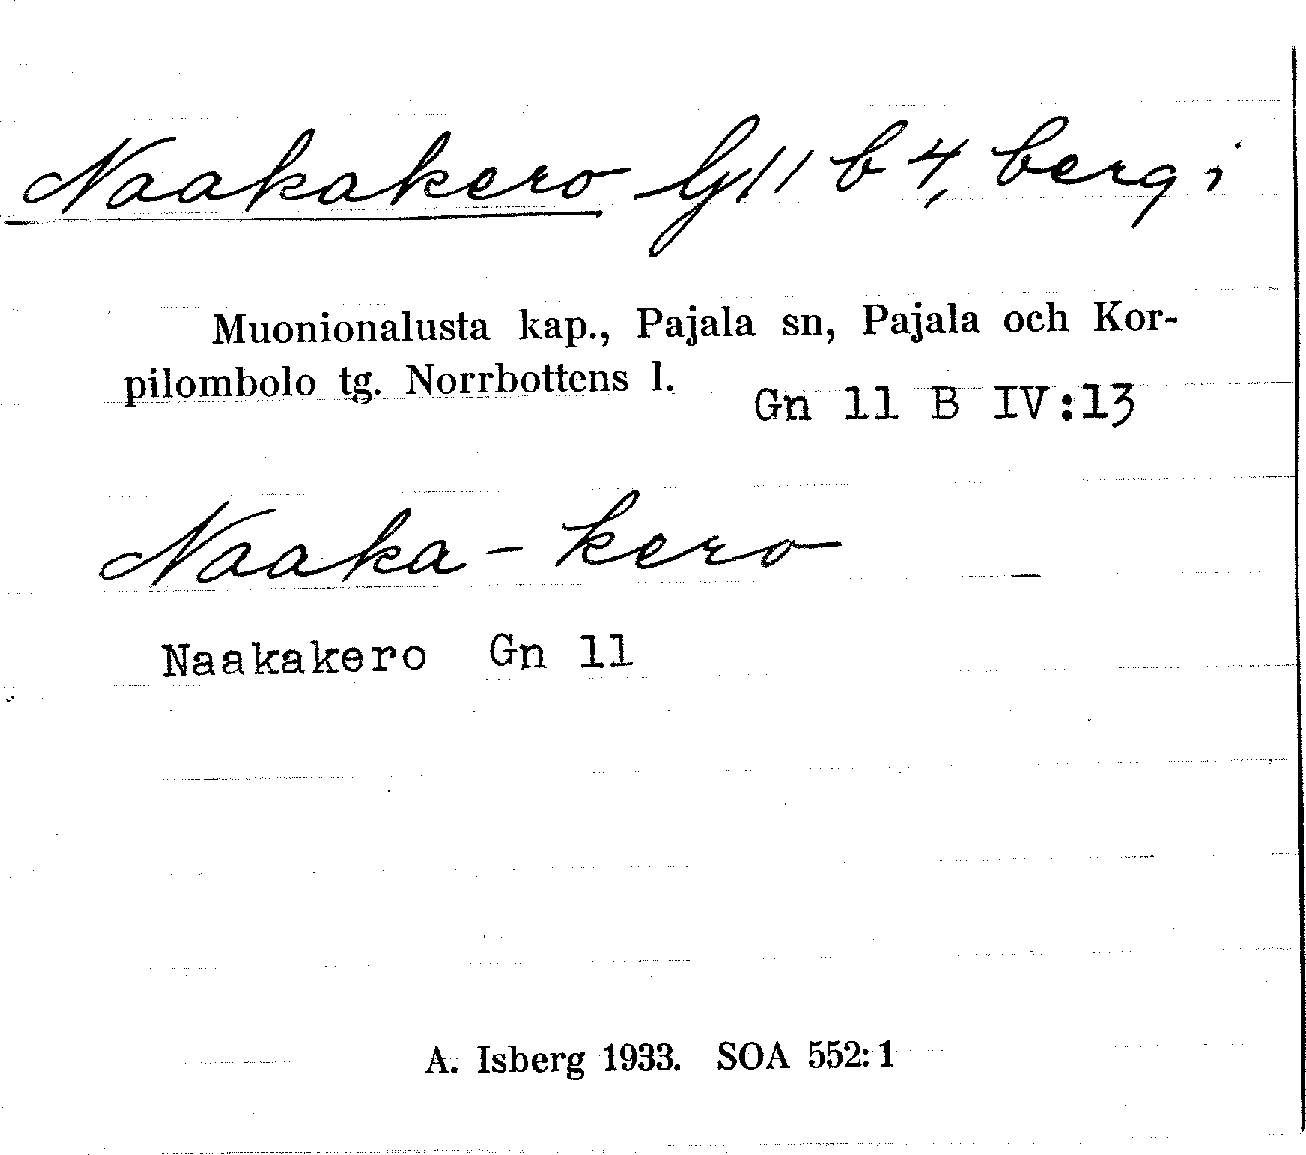 Naakakero G 11 b 4, berg i
Muonionalusta kap., Pajala sn, Pajala och Kor-
pilombolo tg. Norrbottens l.
Gn 11 B IV:13
Naaka - kero
Naakakero Gn 11
A. Isberg 1933. SOA 552: 1